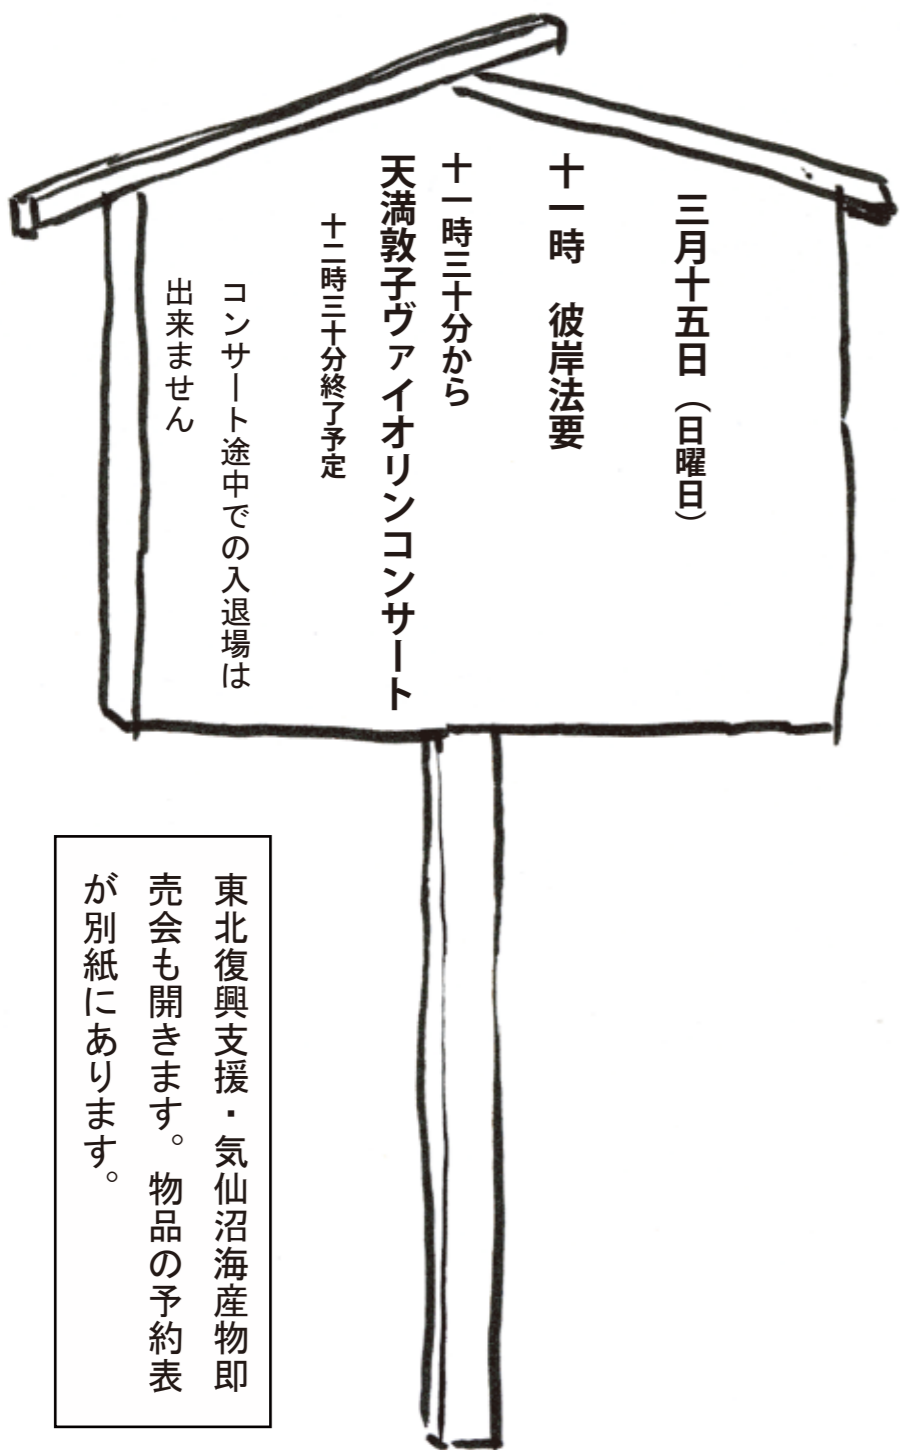 三月十五日（日曜日）
十一時　彼岸法要
十一時三十分から
天満敦子ヴァイオリンコンサート
十二時三十分終了予定
コンサート途中での入退場は
出来ません
東北復興支援・気仙沼海産物即
売会も開きます。物品の予約表
が別紙にあります。